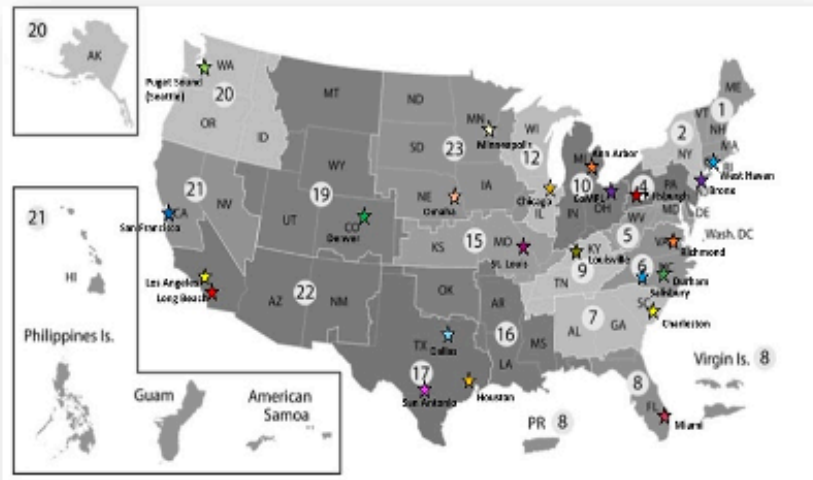 20
AK
Puget Sound
(Seattle)
WA
20
OR
ID
MT
ND
MN
Minneapolis
SD
23
WI
12
WY
NE
Omaha
IA
Chicago
IL
MI
Ann Arbor
10
IN
OH
4
Pittsburgh
PA
ME
VT
1
NH
2
NY
MA
RI
West Haven
Bronx
DE
MD
WV
Wash. DC
5
VA
Richmond
21
NV
CA
San Francisco
19
UT
CO
Denver
KS
15
MO
St. Louis
KY
Louisville
9
TN
6
NC
Durham
Salisbury
SC
Charleston
Los Angeles
Long Beach
AZ
22
NM
OK
AR
16
MS
LA
7
AL
GA
TX
Dallas
17
San Antonio
Houston
8
FL
Miami
Virgin Is. 8
PR 8
21
HI
Philippines Is.
Guam
American
Samoa